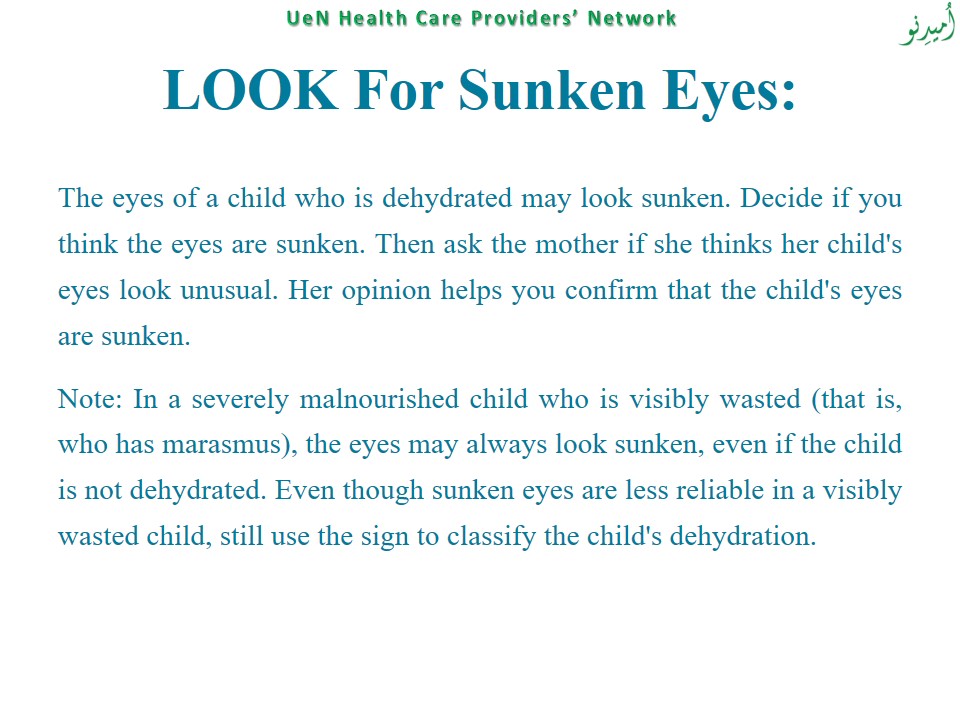 UeN Health Care Providers’ Network
اُمیدِنو
LOOK For Sunken Eyes:
The eyes of a child who is dehydrated may look sunken. Decide if you
think the eyes are sunken. Then ask the mother if she thinks her child's
eyes look unusual. Her opinion helps you confirm that the child's eyes
are sunken.
Note: In a severely malnourished child who is visibly wasted (that is,
who has marasmus), the eyes may always look sunken, even if the child
is not dehydrated. Even though sunken eyes are less reliable in a visibly
wasted child, still use the sign to classify the child's dehydration.